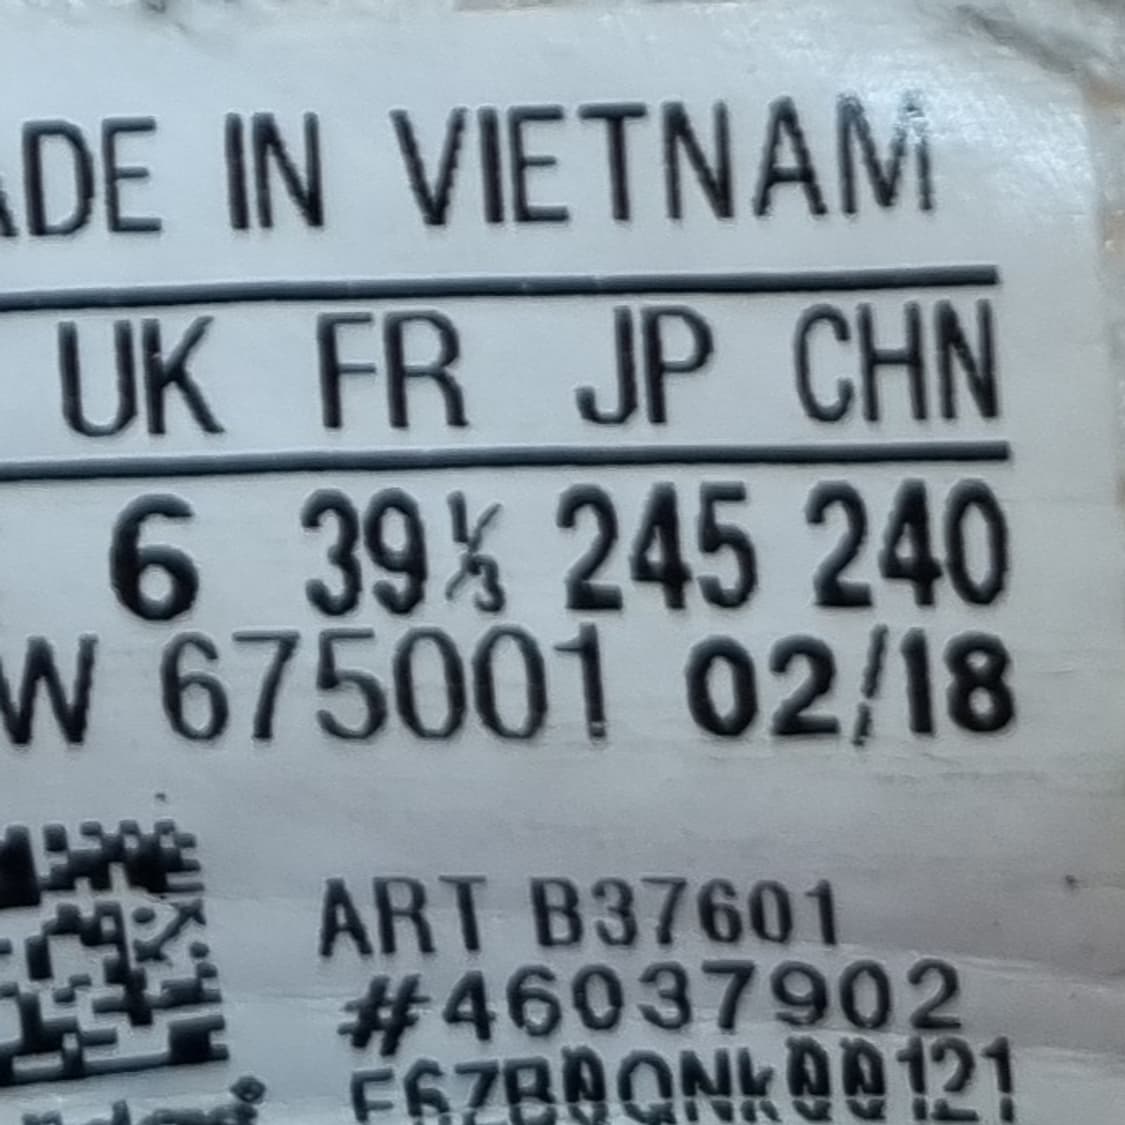 ADE IN VIETNAM
UK FR JP CHN
6 39⅓ 245 240
W 675001 02/18
ART B37601
#46037902